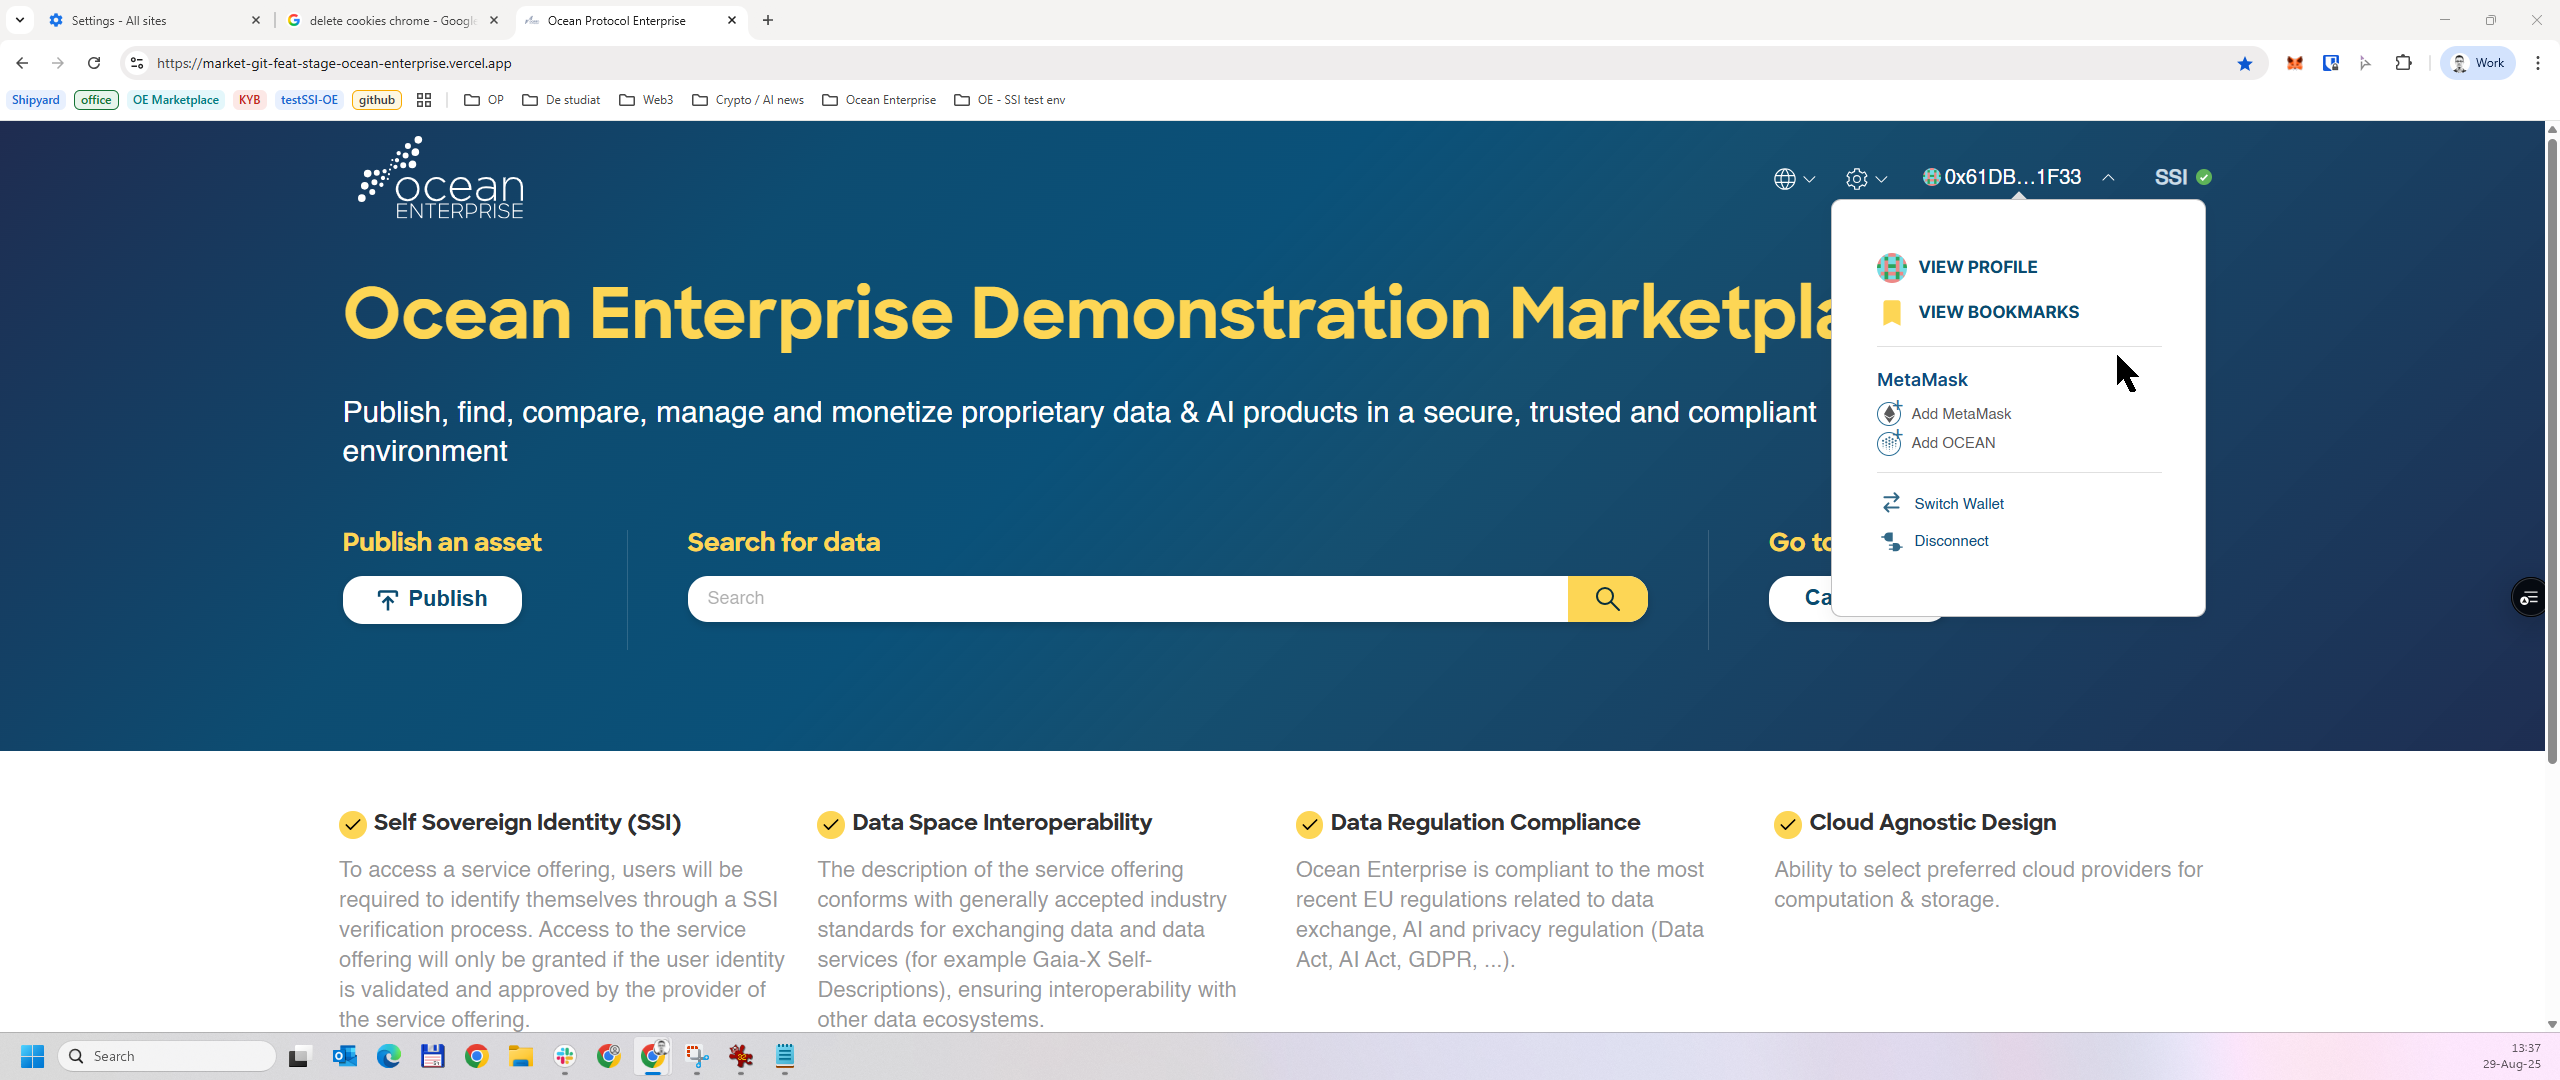 Settings - All sites
delete cookies chrome - Google
Ocean Protocol Enterprise
https://market-git-feat-stage-ocean-enterprise.vercel.app
Work
Shipyard
office
OE Marketplace
KYB
testSSI-OE
github
OP
De studiat
Web3
Crypto / AI news
Ocean Enterprise
OE - SSI test env
ocean
ENTERPRISE
0x61DB...1F33
SSI
VIEW PROFILE
VIEW BOOKMARKS
MetaMask
Add MetaMask
Add OCEAN
Switch Wallet
Disconnect
Ocean Enterprise Demonstration Marketpla
Publish, find, compare, manage and monetize proprietary data & AI products in a secure, trusted and compliant
environment
Publish an asset
Publish
Search for data
Search
Go to
Ca
Self Sovereign Identity (SSI)
To access a service offering, users will be
required to identify themselves through a SSI
verification process. Access to the service
offering will only be granted if the user identity
is validated and approved by the provider of
the service offering.
Data Space Interoperability
The description of the service offering
conforms with generally accepted industry
standards for exchanging data and data
services (for example Gaia-X Self-
Descriptions), ensuring interoperability with
other data ecosystems.
Data Regulation Compliance
Ocean Enterprise is compliant to the most
recent EU regulations related to data
exchange, AI and privacy regulation (Data
Act, AI Act, GDPR, ...).
Cloud Agnostic Design
Ability to select preferred cloud providers for
computation & storage.
Search
13:37
29-Aug-25